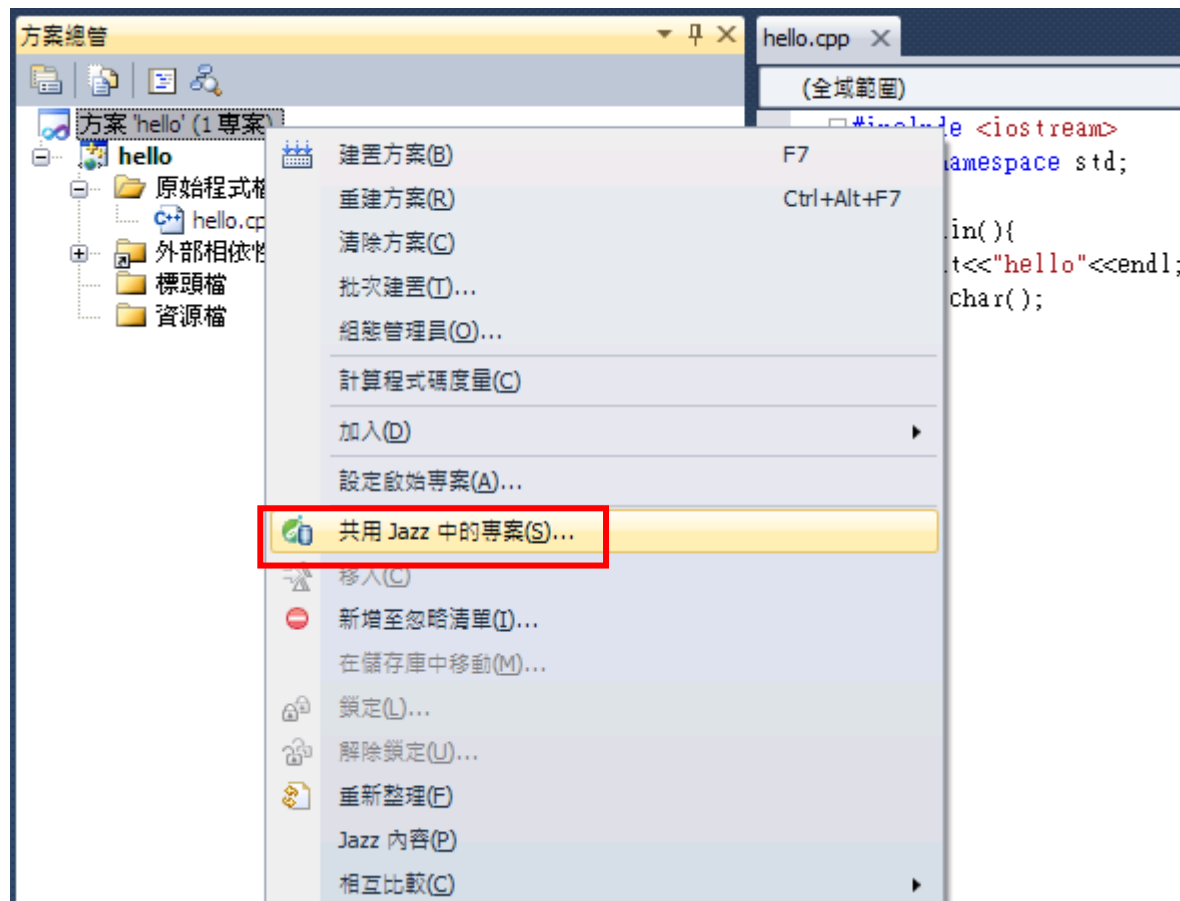 方案總管
hello.cpp
(全域範圍)
方案 'hello' (1 專案)
hello
原始程式檔
hello.cp
外部相依性
標頭檔
資源檔
建置方案(B) F7
重建方案(R) Ctrl+Alt+F7
清除方案(C)
批次建置(T)...
組態管理員(O)...
計算程式碼度量(C)
加入(D)
設定啟始專案(A)...
共用 Jazz 中的專案(S)...
移入(C)
新增至忽略清單(I)...
在儲存庫中移動(M)...
鎖定(L)...
解除鎖定(U)...
重新整理(F)
Jazz 內容(P)
相互比較(C)
#include <iostream>
namespace std;
in(){
t<<"hello"<<endl;
char();